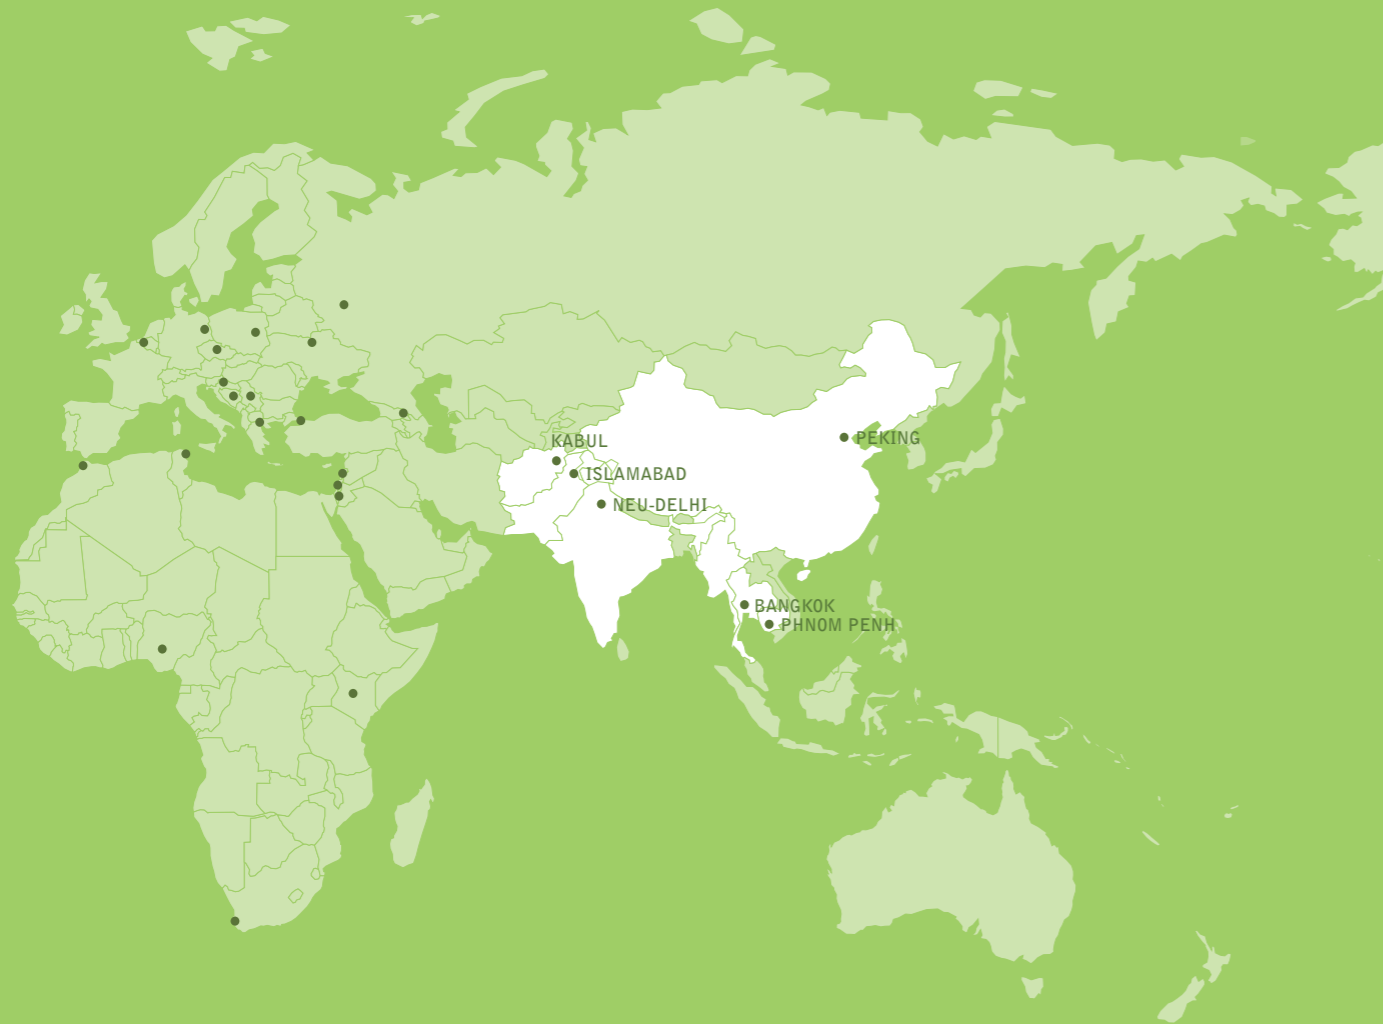 PEKING
KABUL
ISLAMABAD
NEU-DELHI
BANGKOK
PHNOM PENH